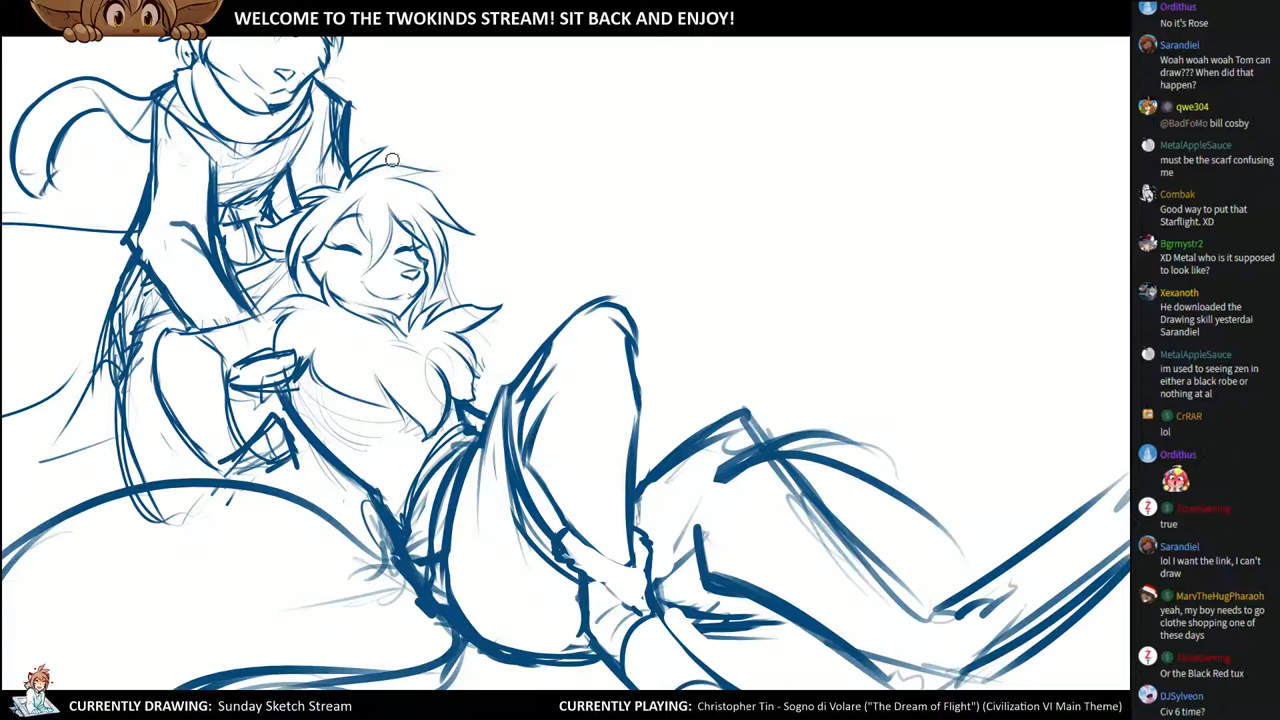 WELCOME TO THE TWOKINDS STREAM! SIT BACK AND ENJOY!
Ordithus
No it's Rose
Sarandiel
Woah woah woah Tom can
draw??? When did that
happen?
qwe304
@BadFoMo bill cosby
MetalAppleSauce
must be the scarf confusing
me
Combak
Good way to put that
Starflight. XD
Bgrmystr2
XD Metal who is it supposed
to look like?
Xexanoth
He downloaded the
Drawing skill yesterdai
Sarandiel
MetalAppleSauce
im used to seeing zen in
either a black robe or
nothing at al
CrRAR
lol
Ordithus
true
Sarandiel
lol I want the link, I can't
draw
MarvTheHugPharaoh
yeah, my boy needs to go
clothe shopping one of
these days
Or the Black Red tux
DJSylveon
Civ 6 time?
CURRENTLY DRAWING: Sunday Sketch Stream
CURRENTLY PLAYING: Christopher Tin - Sogno di Volare ("The Dream of Flight") (Civilization VI Main Theme)